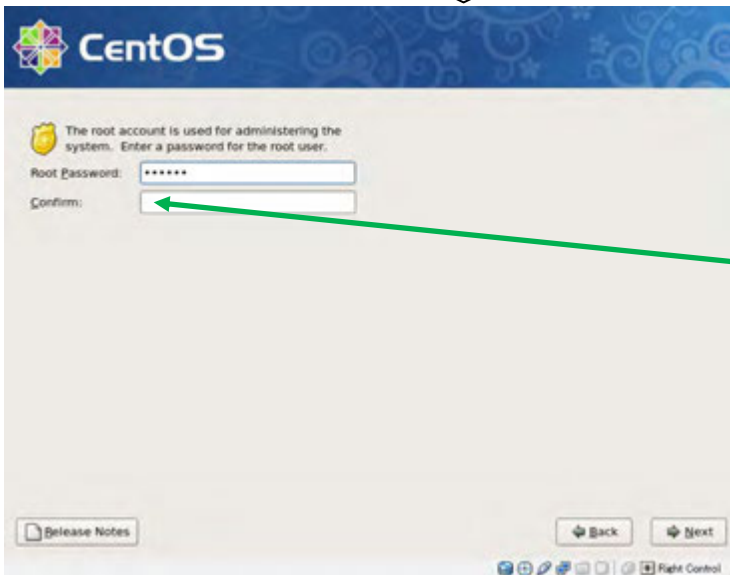 CentOS
The root account is used for administering the
system. Enter a password for the root user.
Root Password: ••••••
Confirm:
Release Notes
Back
Next
Right Control